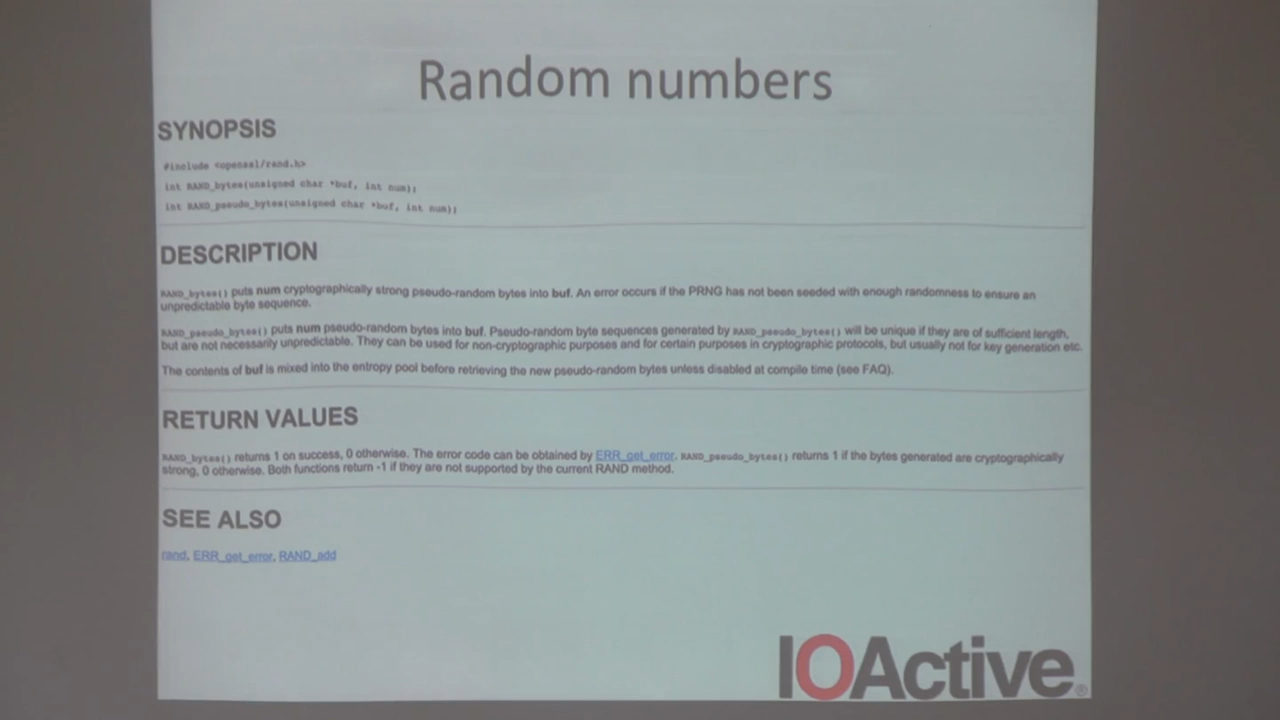 Random numbers
SYNOPSIS
#include <openssl/rand.h>
int RAND_bytes(unsigned char *buf, int num);
int RAND_pseudo_bytes(unsigned char *buf, int num);
DESCRIPTION
RAND_bytes() puts num cryptographically strong pseudo-random bytes into buf. An error occurs if the PRNG has not been seeded with enough randomness to ensure an
unpredictable byte sequence.
RAND_pseudo_bytes() puts num pseudo-random bytes into buf. Pseudo-random byte sequences generated by RAND_pseudo_bytes() will be unique if they are of sufficient length,
but are not necessarily unpredictable. They can be used for non-cryptographic purposes and for certain purposes in cryptographic protocols, but usually not for key generation etc.
The contents of buf is mixed into the entropy pool before retrieving the new pseudo-random bytes unless disabled at compile time (see FAQ).
RETURN VALUES
RAND_bytes() returns 1 on success, 0 otherwise. The error code can be obtained by ERR_get_error. RAND_pseudo_bytes() returns 1 if the bytes generated are cryptographically
strong, 0 otherwise. Both functions return -1 if they are not supported by the current RAND method.
SEE ALSO
rand, ERR_get_error, RAND_add
IOActive®